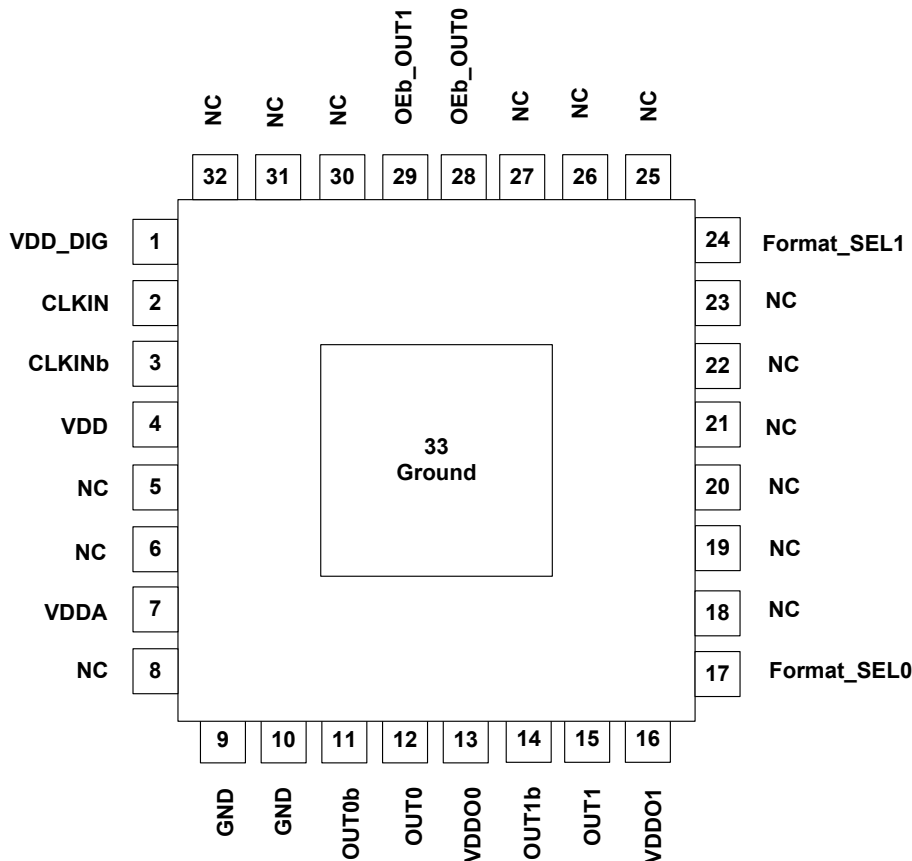 OEb_OUT1
OEb_OUT0
NC NC NC NC NC NC
32 31 30 29 28 27 26 25
VDD_DIG 1 24 Format_SEL1
CLKIN 2 23 NC
CLKINb 3 22 NC
VDD 4 21 NC
33
Ground
NC 5 20 NC
NC 6 19 NC
VDDA 7 18 NC
NC 8 17 Format_SEL0
9 10 11 12 13 14 15 16
GND GND OUT0b OUT0 VDDO0 OUT1b OUT1 VDDO1